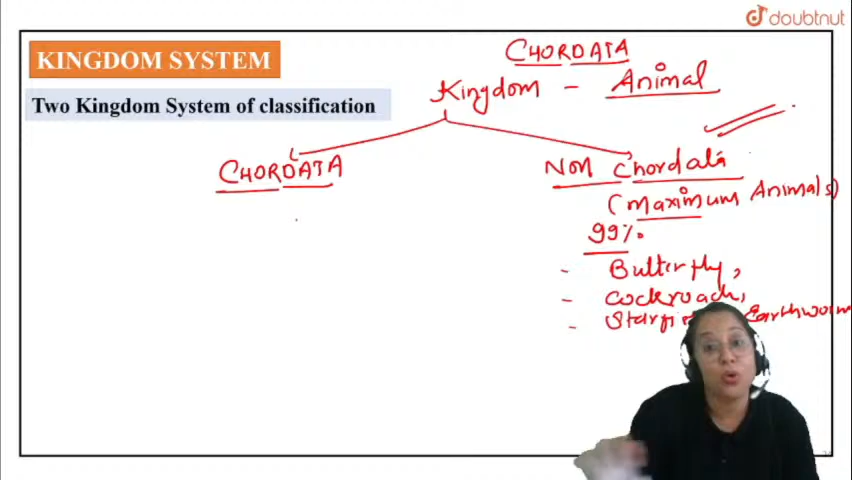 doubtnut
KINGDOM SYSTEM
CHORDATA
Kingdom - Animal
Two Kingdom System of classification
CHORDATA
Non Chordata
(maximum Animals)
99%
- Butterfly,
- Cockroach,
- Earthworm